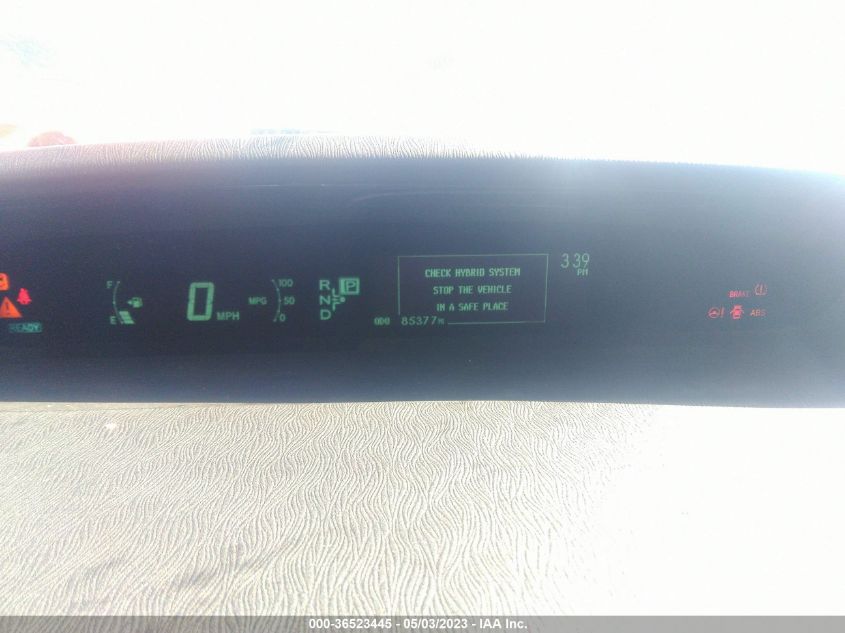 3 39
PM
CHECK HYBRID SYSTEM
STOP THE VEHICLE
IN A SAFE PLACE
F
E
READY
0 MPH
MPG
100
50
0
R P
N
D
ODO 85377
BRAKE (!)
! ABS
000-36523445 - 05/03/2023 - IAA Inc.